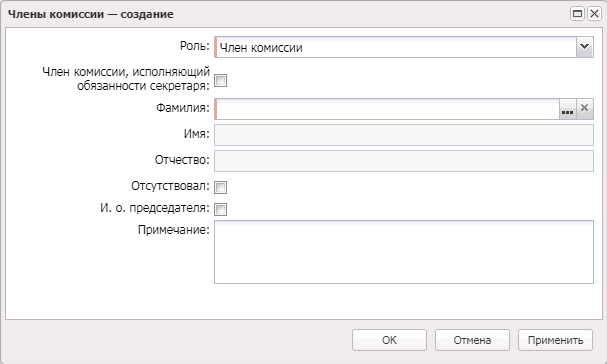 Члены комиссии — создание
Роль: Член комиссии
Член комиссии, исполняющий
обязанности секретаря:
Фамилия: ...
Имя:
Отчество:
Отсутствовал:
И. о. председателя:
Примечание:
ОК Отмена Применить